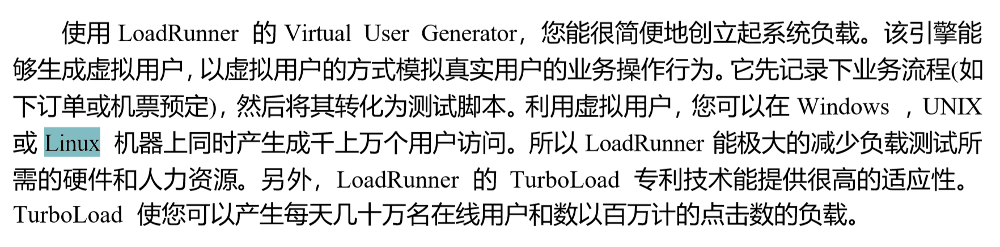 使用 LoadRunner 的 Virtual User Generator，您能很简便地创立起系统负载。该引擎能
够生成虚拟用户，以虚拟用户的方式模拟真实用户的业务操作行为。它先记录下业务流程(如
下订单或机票预定)，然后将其转化为测试脚本。利用虚拟用户，您可以在 Windows ，UNIX
或 Linux 机器上同时产生成千上万个用户访问。所以 LoadRunner 能极大的减少负载测试所
需的硬件和人力资源。另外，LoadRunner 的 TurboLoad 专利技术能提供很高的适应性。
TurboLoad 使您可以产生每天几十万名在线用户和数以百万计的点击数的负载。